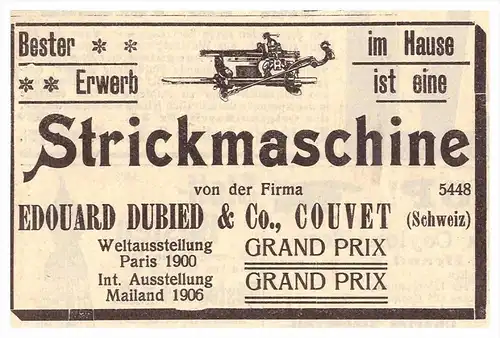 Bester * * im Hause
* * Erwerb ist eine
Strickmaschine
von der Firma 5448
EDOUARD DUBIED & Co., COUVET (Schweiz)
Weltausstellung
Paris 1900
GRAND PRIX
Int. Ausstellung
Mailand 1906
GRAND PRIX